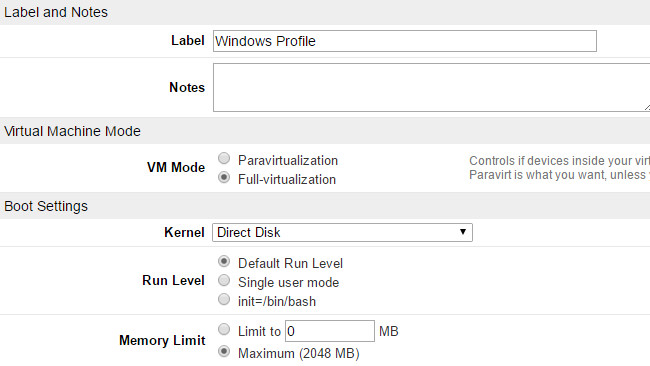 Label and Notes
Label Windows Profile
Notes
Virtual Machine Mode
VM Mode Paravirtualization
Full-virtualization
Controls if devices inside your
Paravirt is what you want, unless
Boot Settings
Kernel Direct Disk
Run Level Default Run Level
Single user mode
init=/bin/bash
Memory Limit Limit to 0 MB
Maximum (2048 MB)